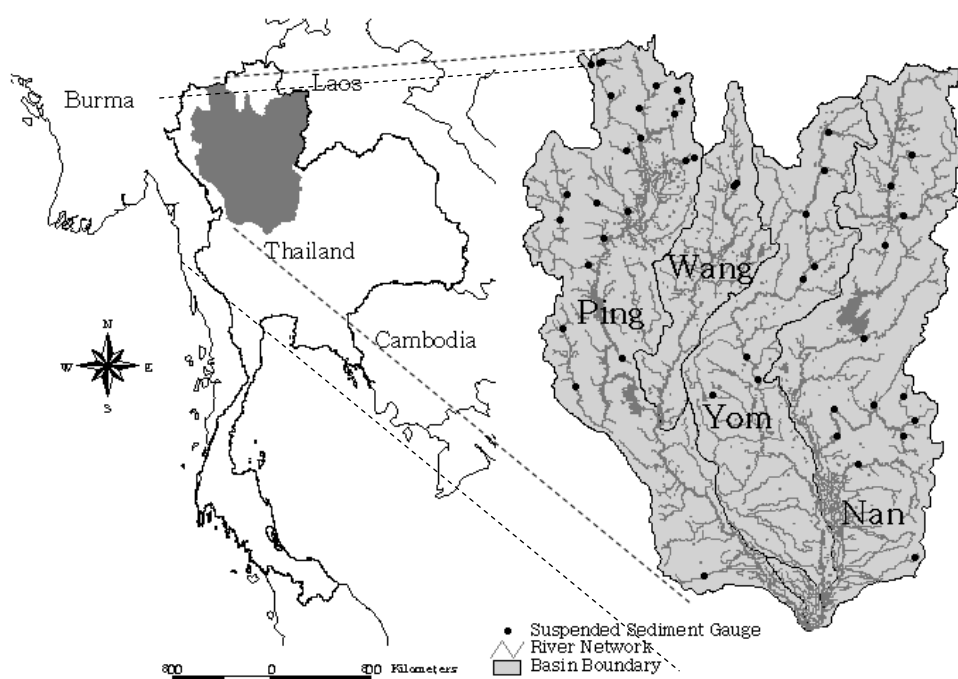 Burma
Laos
Thailand
Cambodia
N
W
E
S
Wang
Ping
Yom
Nan
Suspended Sediment Gauge
River Network
Basin Boundary
800 0 800 Kilometers